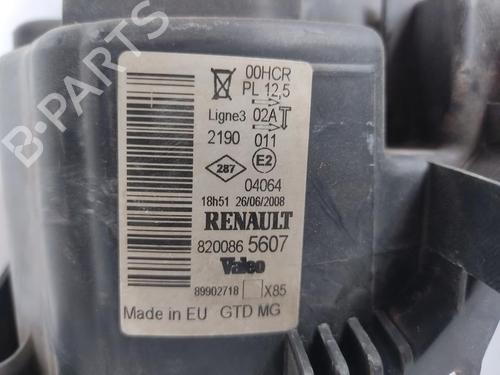 00HCR
PL 12,5
Ligne3 02A
2190 011
287 E2
04064
18h51 26/06/2008
RENAULT
820086 5607
Valeo
89902718 X85
Made in EU GTD MG
B-PARTS